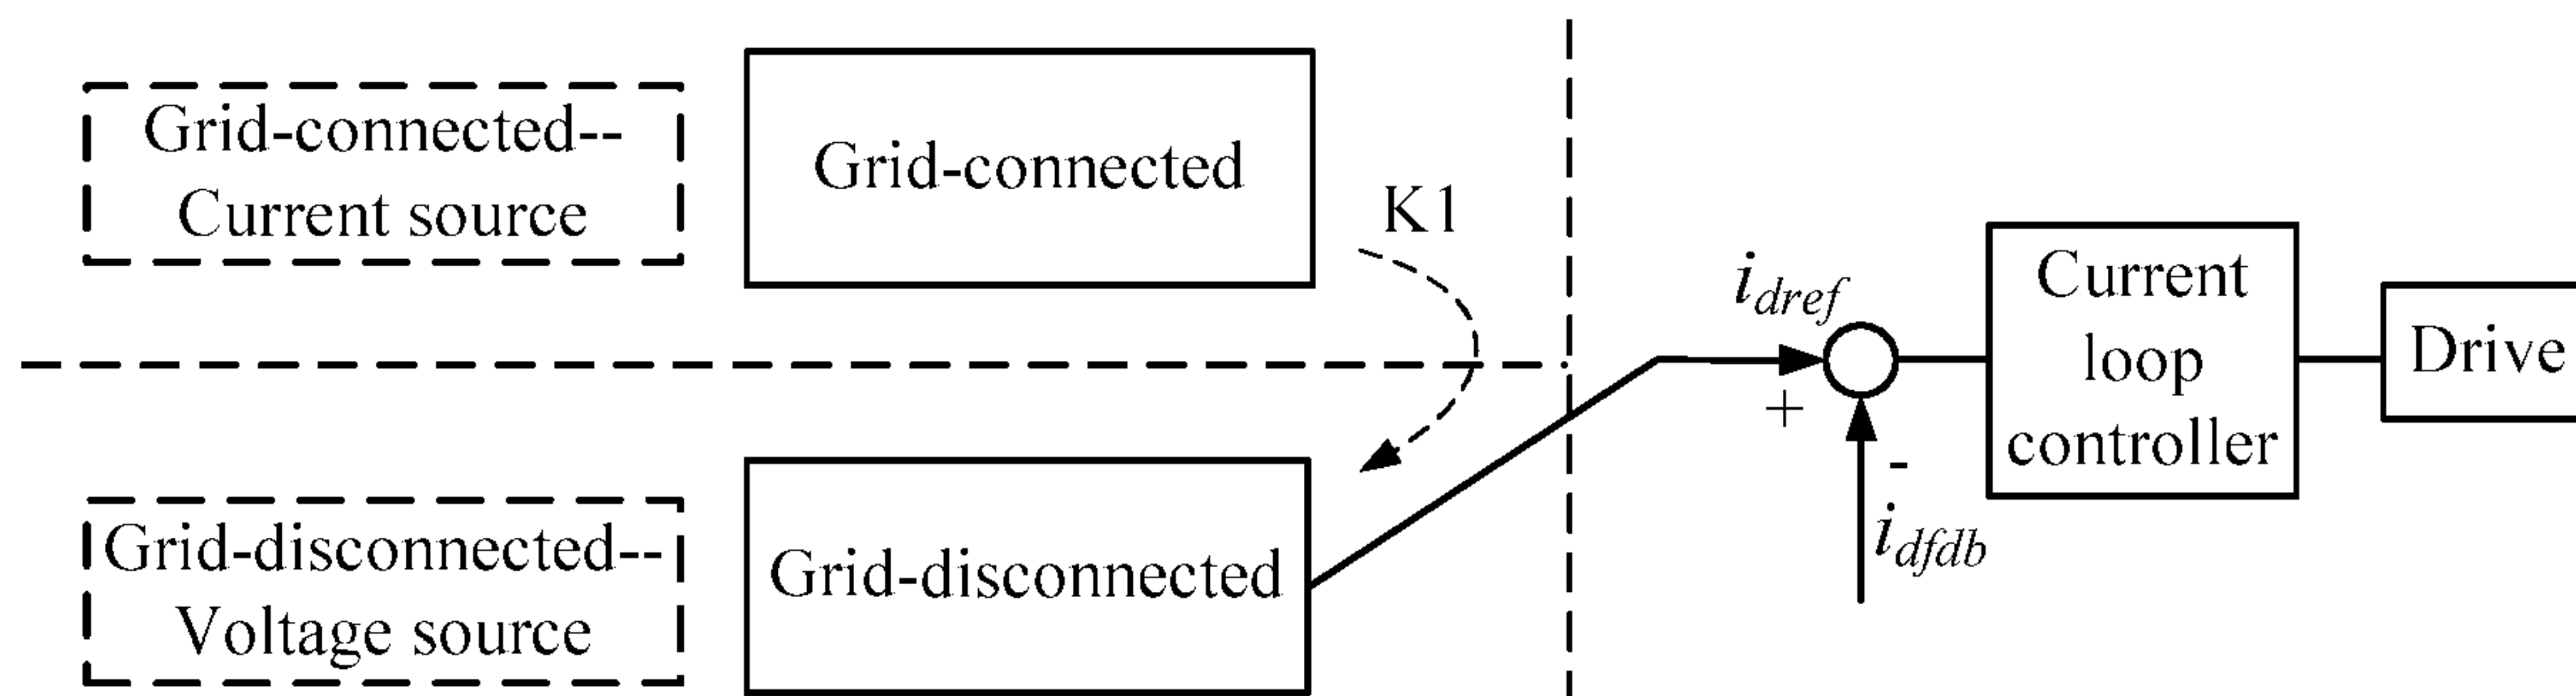 Grid-connected--
Current source
Grid-connected
K1
i_dref
+
-
i_dfdb
Current
loop
controller
Drive
Grid-disconnected--
Voltage source
Grid-disconnected